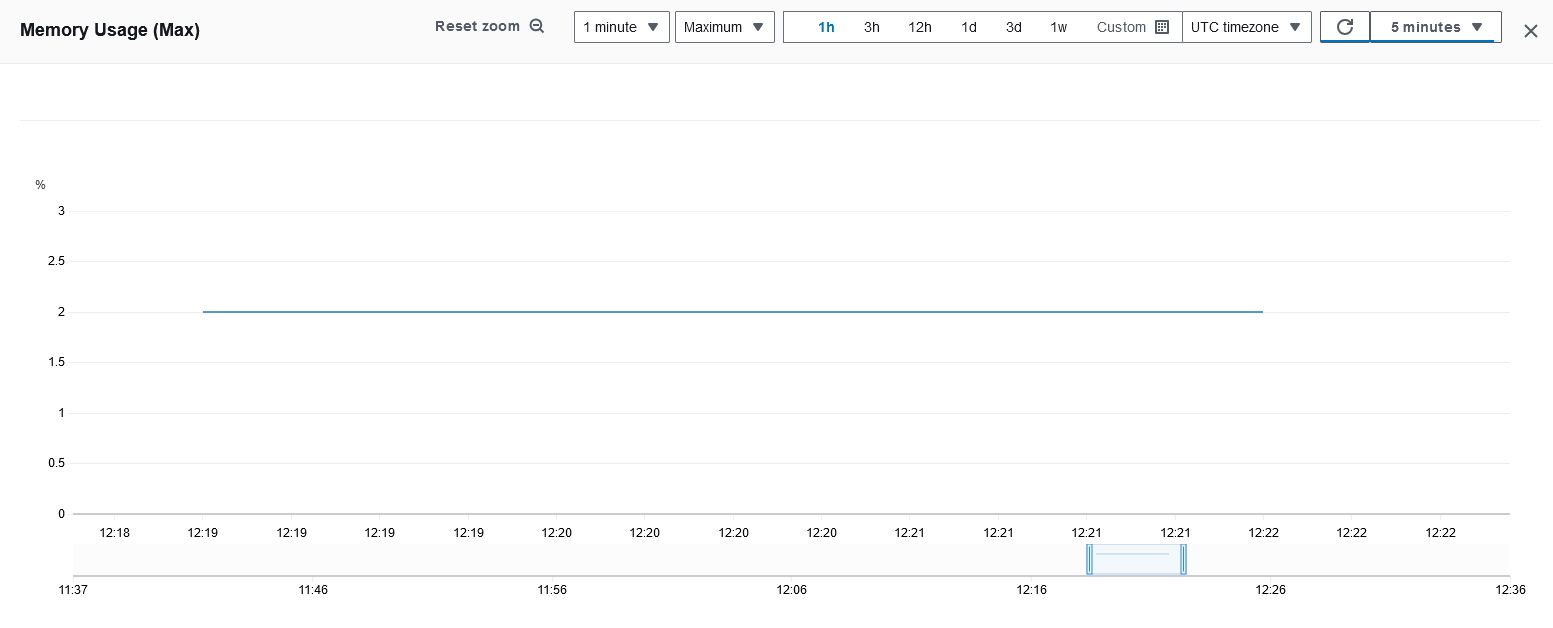 Memory Usage (Max) Reset zoom 1 minute Maximum 1h 3h 12h 1d 3d 1w Custom UTC timezone 5 minutes
%
3
2.5
2
1.5
1
0.5
0
12:18 12:19 12:19 12:19 12:19 12:20 12:20 12:20 12:20 12:21 12:21 12:21 12:21 12:22 12:22 12:22
11:37 11:46 11:56 12:06 12:16 12:26 12:36